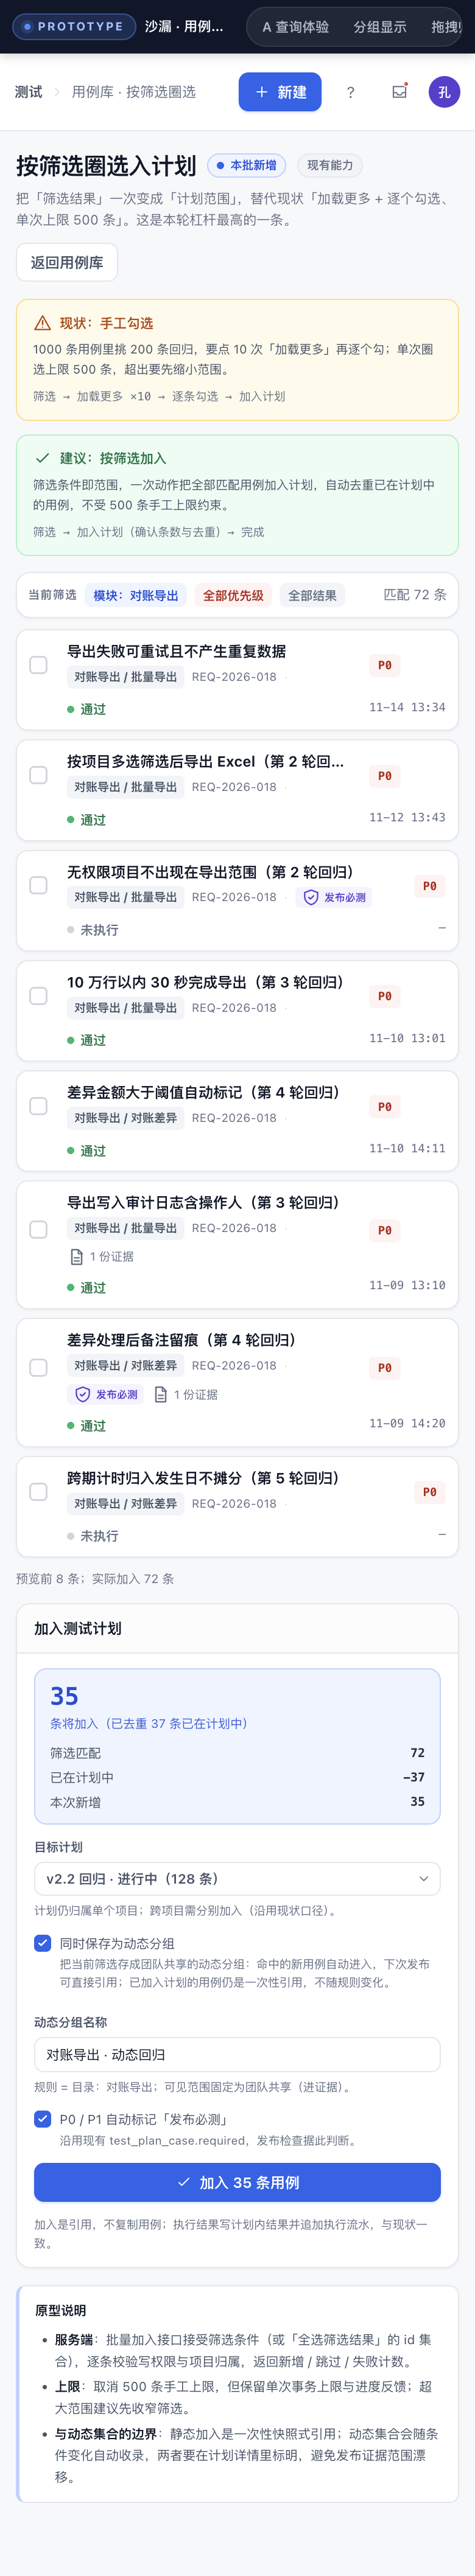 PROTOTYPE 沙漏 · 用例... A 查询体验 分组显示
测试 > 用例库 · 按筛选圈选 + 新建 ? 孔
按筛选圈选入计划 本批新增 现有能力
把「筛选结果」一次变成「计划范围」，替代现状「加载更多 + 逐个勾选、
单次上限 500 条」。这是本轮杠杆最高的一条。
返回用例库
现状：手工勾选
1000 条用例里挑 200 条回归，要点 10 次「加载更多」再逐个勾；单次圈
选上限 500 条，超出要先缩小范围。
筛选 → 加载更多 ×10 → 逐条勾选 → 加入计划
建议：按筛选加入
筛选条件即范围，一次动作把全部匹配用例加入计划，自动去重已在计划中
的用例，不受 500 条手工上限约束。
筛选 → 加入计划（确认条数与去重）→ 完成
当前筛选 模块：对账导出 全部优先级 全部结果 匹配 72 条
导出失败可重试且不产生重复数据 P0
对账导出 / 批量导出 REQ-2026-018 ·
通过 11-14 13:34
按项目多选筛选后导出 Excel（第 2 轮回... P0
对账导出 / 批量导出 REQ-2026-018 ·
通过 11-12 13:43
无权限项目不出现在导出范围（第 2 轮回归） P0
对账导出 / 批量导出 REQ-2026-018 · 发布必测
未执行 —
10 万行以内 30 秒完成导出（第 3 轮回归） P0
对账导出 / 批量导出 REQ-2026-018 ·
通过 11-10 13:01
差异金额大于阈值自动标记（第 4 轮回归） P0
对账导出 / 对账差异 REQ-2026-018 ·
通过 11-10 14:11
导出写入审计日志含操作人（第 3 轮回归） P0
对账导出 / 批量导出 REQ-2026-018 ·
1 份证据
通过 11-09 13:10
差异处理后备注留痕（第 4 轮回归） P0
对账导出 / 对账差异 REQ-2026-018 ·
发布必测 1 份证据
通过 11-09 14:20
跨期计时归入发生日不摊分（第 5 轮回归） P0
对账导出 / 对账差异 REQ-2026-018 ·
未执行 —
预览前 8 条；实际加入 72 条
加入测试计划
35
条将加入（已去重 37 条已在计划中）
筛选匹配 72
已在计划中 −37
本次新增 35
目标计划
v2.2 回归 · 进行中（128 条）
计划仍归属单个项目；跨项目需分别加入（沿用现状口径）。
同时保存为动态分组
把当前筛选存成团队共享的动态分组：命中的新用例自动进入，下次发布
可直接引用；已加入计划的用例仍是一次性引用，不随规则变化。
动态分组名称
对账导出 · 动态回归
规则 = 目录：对账导出；可见范围固定为团队共享（进证据）。
P0 / P1 自动标记「发布必测」
沿用现有 test_plan_case.required，发布检查据此判断。
加入 35 条用例
加入是引用，不复制用例；执行结果写计划内结果并追加执行流水，与现状一
致。
原型说明
• 服务端：批量加入接口接受筛选条件（或「全选筛选结果」的 id 集
合），逐条校验写权限与项目归属，返回新增 / 跳过 / 失败计数。
• 上限：取消 500 条手工上限，但保留单次事务上限与进度反馈；超
大范围建议先收窄筛选。
• 与动态集合的边界：静态加入是一次性快照式引用；动态集合会随条
件变化自动收录，两者要在计划详情里标明，避免发布证据范围漂
移。